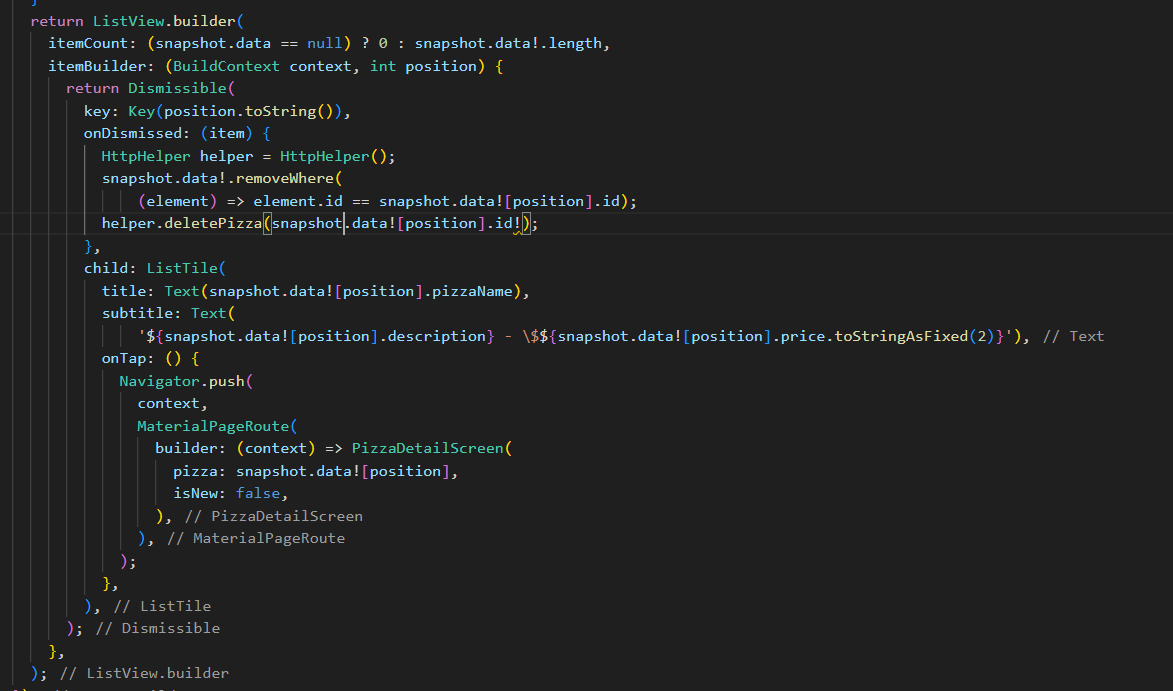 }
return ListView.builder(
itemCount: (snapshot.data == null) ? 0 : snapshot.data!.length,
itemBuilder: (BuildContext context, int position) {
return Dismissible(
key: Key(position.toString()),
onDismissed: (item) {
HttpHelper helper = HttpHelper();
snapshot.data!.removeWhere(
(element) => element.id == snapshot.data![position].id);
helper.deletePizza(snapshot.data![position].id!);
},
child: ListTile(
title: Text(snapshot.data![position].pizzaName),
subtitle: Text(
'${snapshot.data![position].description} - \$${snapshot.data![position].price.toStringAsFixed(2)}'), // Text
onTap: () {
Navigator.push(
context,
MaterialPageRoute(
builder: (context) => PizzaDetailScreen(
pizza: snapshot.data![position],
isNew: false,
), // PizzaDetailScreen
), // MaterialPageRoute
);
},
), // ListTile
); // Dismissible
},
); // ListView.builder